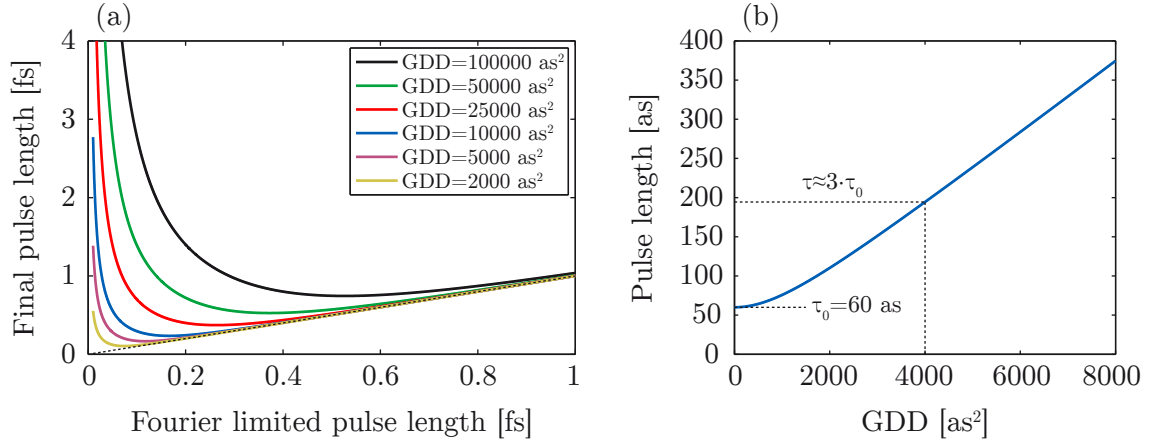 (a)
Final pulse length [fs]
4
3
2
1
0
GDD=100000 as²
GDD=50000 as²
GDD=25000 as²
GDD=10000 as²
GDD=5000 as²
GDD=2000 as²
0 0.2 0.4 0.6 0.8 1
Fourier limited pulse length [fs]
(b)
Pulse length [as]
400
350
300
250
200
150
100
50
0
τ≈3·τ₀
τ₀=60 as
0 2000 4000 6000 8000
GDD [as²]